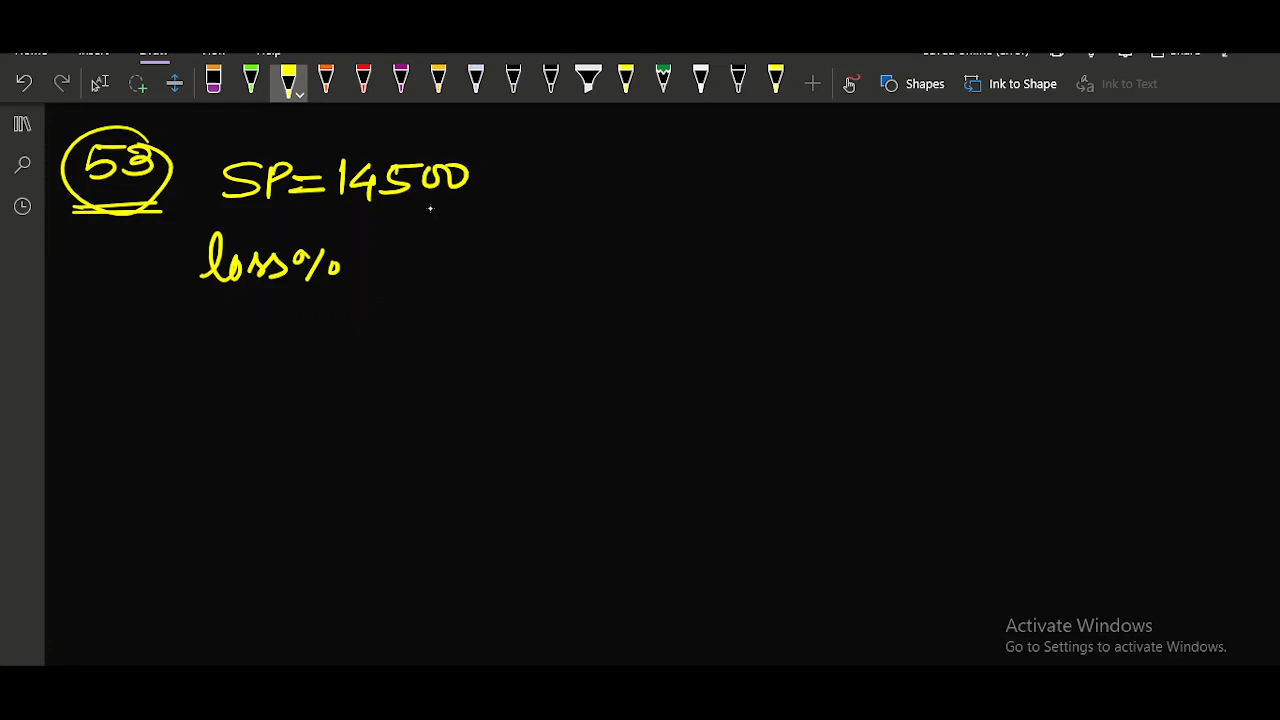 Shapes Ink to Shape Ink to Text
53 SP=14500
loss%
Activate Windows
Go to Settings to activate Windows.